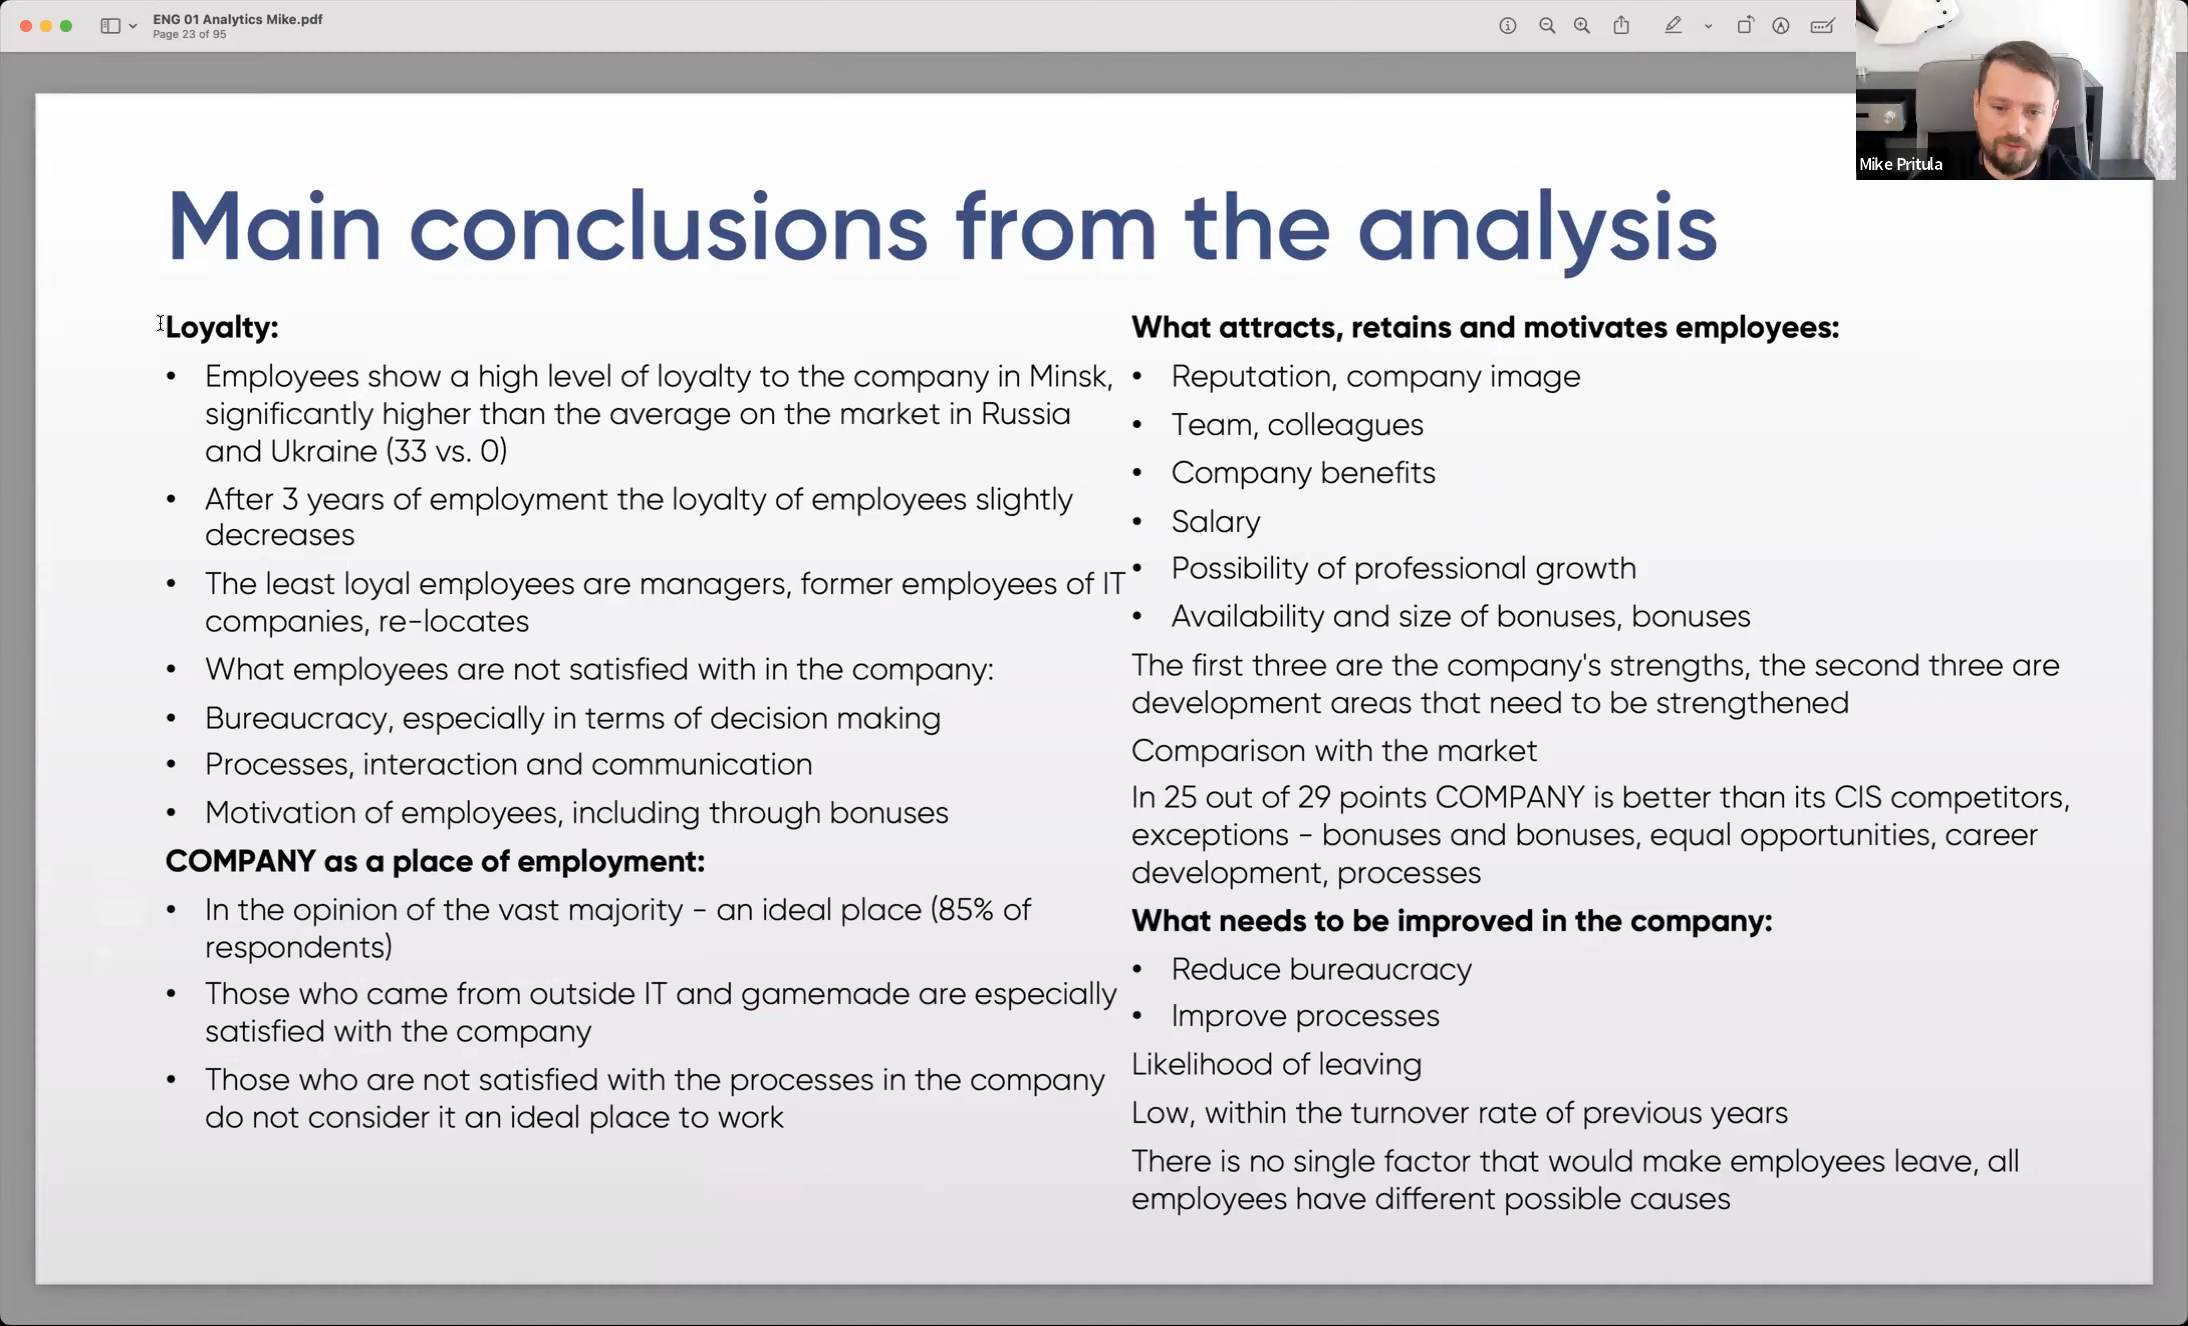 ENG 01 Analytics Mike.pdf
Page 23 of 95
Mike Pritula
Main conclusions from the analysis
Loyalty:
• Employees show a high level of loyalty to the company in Minsk,
significantly higher than the average on the market in Russia
and Ukraine (33 vs. 0)
• After 3 years of employment the loyalty of employees slightly
decreases
• The least loyal employees are managers, former employees of IT
companies, re-locates
• What employees are not satisfied with in the company:
• Bureaucracy, especially in terms of decision making
• Processes, interaction and communication
• Motivation of employees, including through bonuses
COMPANY as a place of employment:
• In the opinion of the vast majority - an ideal place (85% of
respondents)
• Those who came from outside IT and gamemade are especially
satisfied with the company
• Those who are not satisfied with the processes in the company
do not consider it an ideal place to work
What attracts, retains and motivates employees:
• Reputation, company image
• Team, colleagues
• Company benefits
• Salary
• Possibility of professional growth
• Availability and size of bonuses, bonuses
The first three are the company's strengths, the second three are
development areas that need to be strengthened
Comparison with the market
In 25 out of 29 points COMPANY is better than its CIS competitors,
exceptions - bonuses and bonuses, equal opportunities, career
development, processes
What needs to be improved in the company:
• Reduce bureaucracy
• Improve processes
Likelihood of leaving
Low, within the turnover rate of previous years
There is no single factor that would make employees leave, all
employees have different possible causes